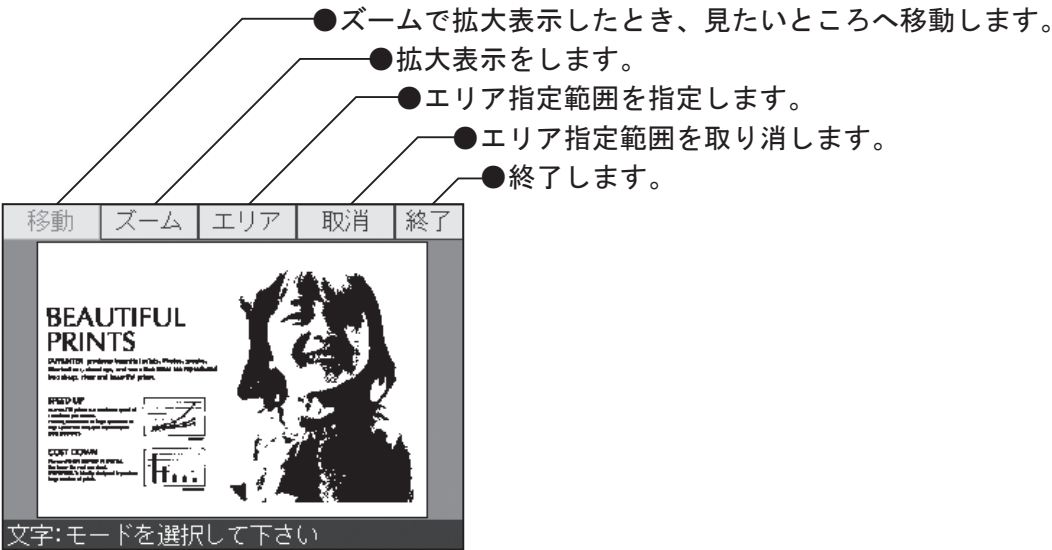 ●ズームで拡大表示したとき、見たいところへ移動します。
●拡大表示をします。
●エリア指定範囲を指定します。
●エリア指定範囲を取り消します。
●終了します。
移動 ズーム エリア 取消 終了
BEAUTIFUL
PRINTS
SPEED UP
COST DOWN
文字:モードを選択して下さい